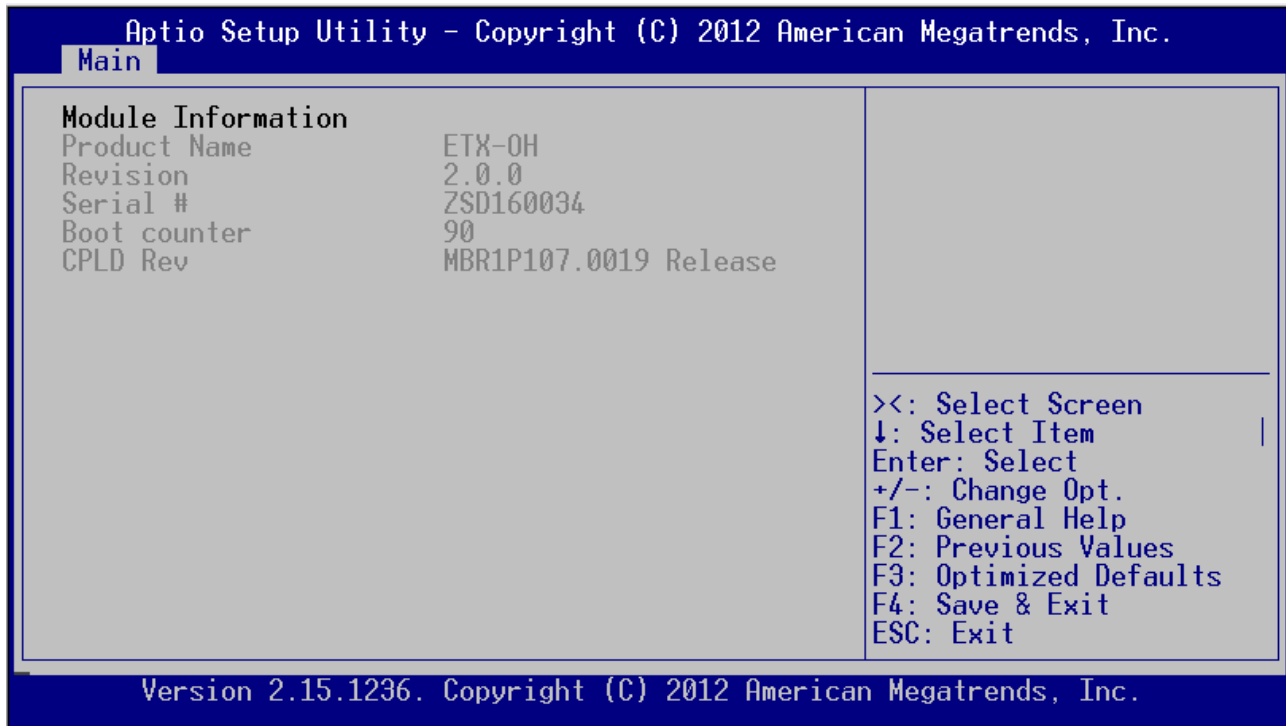 Aptio Setup Utility – Copyright (C) 2012 American Megatrends, Inc.
Main
Module Information
Product Name ETX-OH
Revision 2.0.0
Serial # ZSD160034
Boot counter 90
CPLD Rev MBR1P107.0019 Release
><: Select Screen
↓: Select Item
Enter: Select
+/-: Change Opt.
F1: General Help
F2: Previous Values
F3: Optimized Defaults
F4: Save & Exit
ESC: Exit
Version 2.15.1236. Copyright (C) 2012 American Megatrends, Inc.